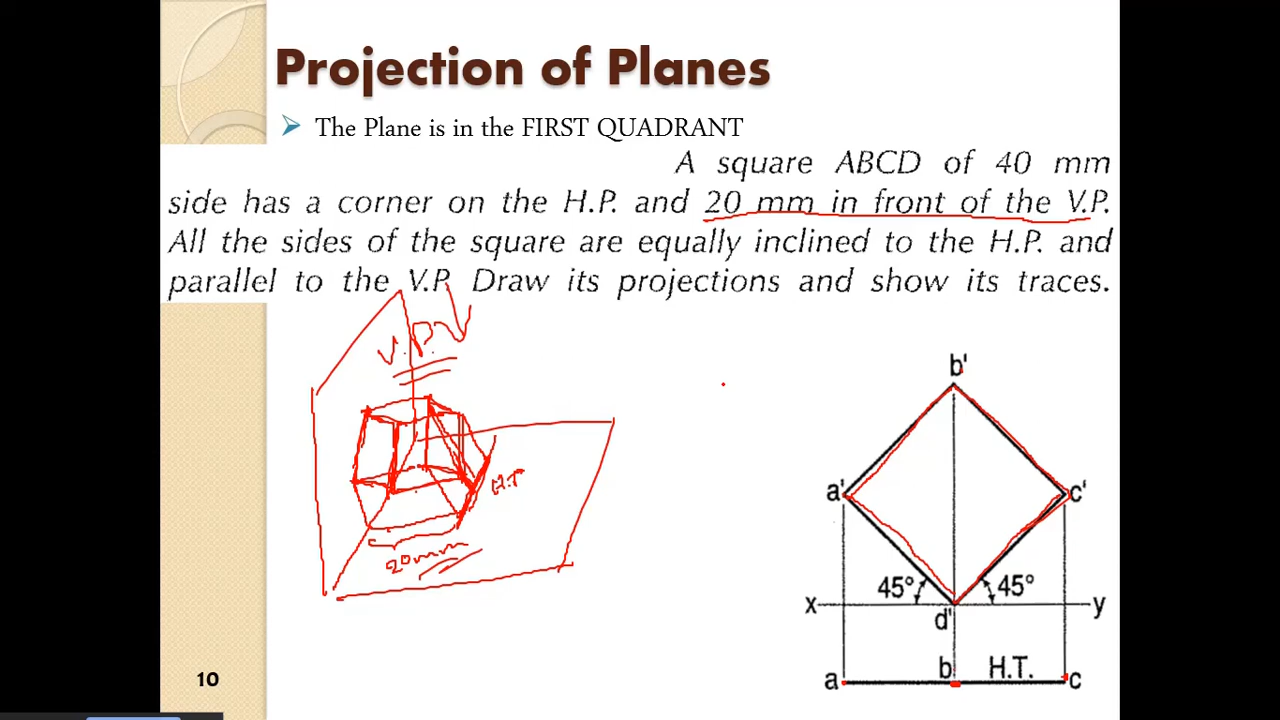 Projection of Planes
The Plane is in the FIRST QUADRANT
A square ABCD of 40 mm
side has a corner on the H.P. and 20 mm in front of the V.P.
All the sides of the square are equally inclined to the H.P. and
parallel to the V.P. Draw its projections and show its traces.
V.P.
H.T
20mm
b'
a'
c'
45°
45°
x
y
d'
a
b
H.T.
c
10